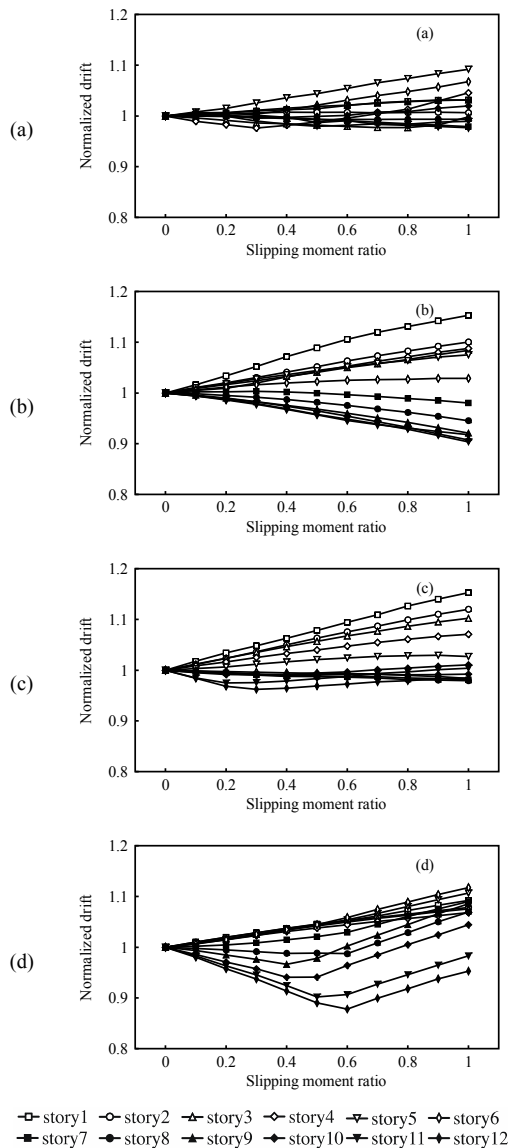 1.2
(a)
1.1
(a)
Normalized drift
1
0.9
0.8
0 0.2 0.4 0.6 0.8 1
Slipping moment ratio
1.2
(b)
1.1
(b)
Normalized drift
1
0.9
0.8
0 0.2 0.4 0.6 0.8 1
Slipping moment ratio
1.2
(c)
1.1
(c)
Normalized drift
1
0.9
0.8
0 0.2 0.4 0.6 0.8 1
Slipping moment ratio
1.2
(d)
1.1
(d)
Normalized drift
1
0.9
0.8
0 0.2 0.4 0.6 0.8 1
Slipping moment ratio
story1 story2 story3 story4 story5 story6
story7 story8 story9 story10 story11 story12